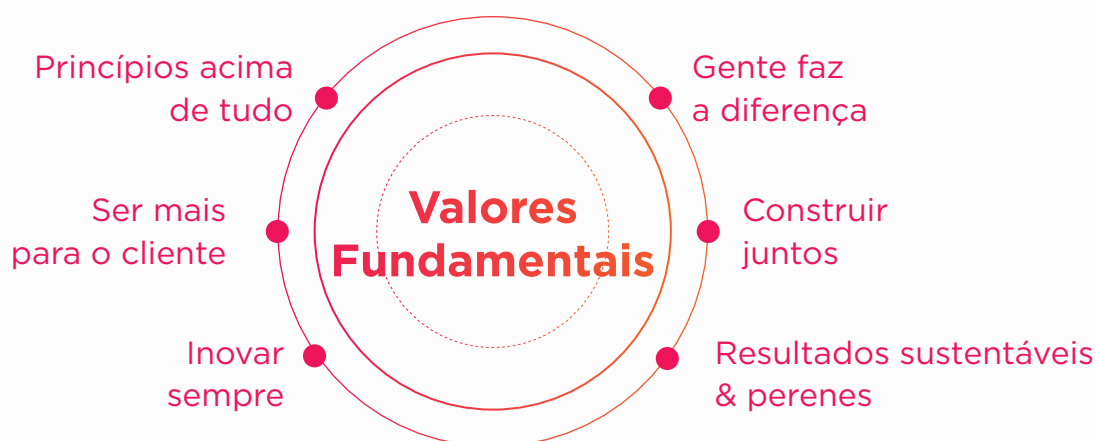 Princípios acima
de tudo
Ser mais
para o cliente
Inovar
sempre
Valores
Fundamentais
Gente faz
a diferença
Construir
juntos
Resultados sustentáveis
& perenes